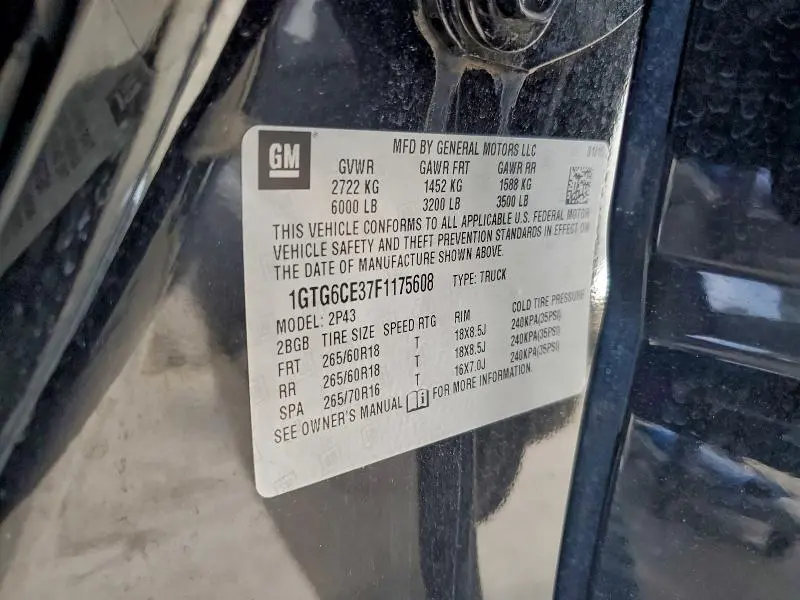 GM
MFD BY GENERAL MOTORS LLC
GVWR GAWR FRT GAWR RR
2722 KG 1452 KG 1588 KG
6000 LB 3200 LB 3500 LB
THIS VEHICLE CONFORMS TO ALL APPLICABLE U.S. FEDERAL MOTOR
VEHICLE SAFETY AND THEFT PREVENTION STANDARDS IN EFFECT ON
THE DATE OF MANUFACTURE SHOWN ABOVE.
1GTG6CE37F1175608 TYPE: TRUCK
MODEL: 2P43
2BGB TIRE SIZE SPEED RTG RIM COLD TIRE PRESSURE
FRT 265/60R18 T 18X8.5J 240KPA(35PSI)
RR 265/60R18 T 18X8.5J 240KPA(35PSI)
SPA 265/70R16 T 16X7.0J 240KPA(35PSI)
SEE OWNER'S MANUAL FOR MORE INFORMATION.